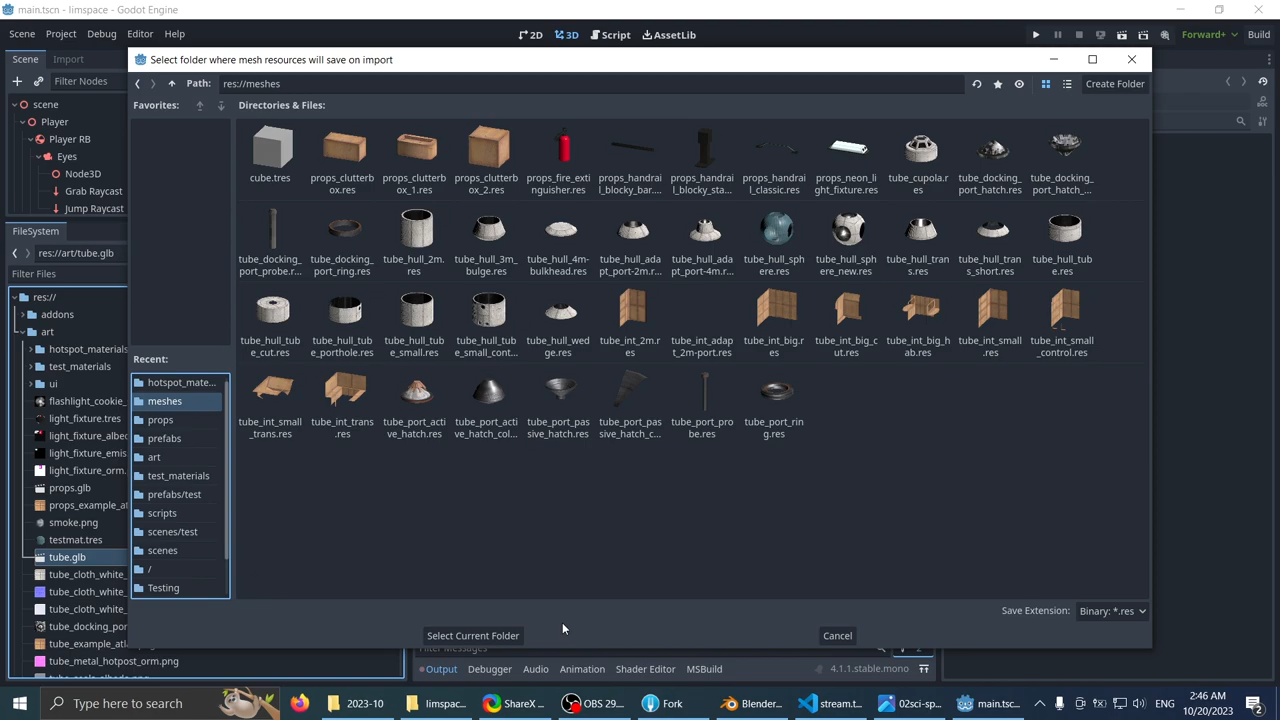 main.tscn - limspace - Godot Engine
Scene Project Debug Editor Help
2D 3D Script AssetLib
Forward+ Build
Scene Import
Filter Nodes
scene
Player
Player RB
Eyes
Node3D
Grab Raycast
Jump Raycast
FileSystem
res://art/tube.glb
Filter Files
res://
addons
art
hotspot_materials
test_materials
ui
flashlight_cookie_
light_fixture.tres
light_fixture_albe
light_fixture_emis
light_fixture_orm.
props.glb
props_example_at
smoke.png
testmat.tres
tube.glb
tube_cloth_white_
tube_cloth_white_
tube_cloth_white_
tube_docking_por
tube_example_atl
tube_metal_hotpost_orm.png
Select folder where mesh resources will save on import
Path: res://meshes
Create Folder
Favorites:
Directories & Files:
Recent:
hotspot_mate...
meshes
props
prefabs
art
test_materials
prefabs/test
scripts
scenes/test
scenes
/
Testing
cube.tres props_clutterb props_clutterb props_clutterb props_fire_exti props_handrai props_handrai props_handrai props_neon_li tube_cupola.r tube_docking_ tube_docking_
ox.res ox_1.res ox_2.res nguisher.res l_blocky_bar.... l_blocky_sta... l_classic.res ght_fixture.res es port_hatch.res port_hatch_...
tube_docking_ tube_docking_ tube_hull_2m. tube_hull_3m_ tube_hull_4m- tube_hull_ada tube_hull_ada tube_hull_sph tube_hull_sph tube_hull_tran tube_hull_tran tube_hull_tub
port_probe.r... port_ring.res res bulge.res bulkhead.res pt_port-2m.r... pt_port-4m.r... ere.res ere_new.res s.res s_short.res e.res
tube_hull_tub tube_hull_tub tube_hull_tub tube_hull_tub tube_hull_wed tube_int_2m.r tube_int_adap tube_int_big.r tube_int_big_c tube_int_big_h tube_int_small tube_int_small
e_cut.res e_porthole.res e_small.res e_small_cont... ge.res es t_2m-port.res es ut.res ab.res .res _control.res
tube_int_small tube_int_trans tube_port_acti tube_port_acti tube_port_pas tube_port_pas tube_port_pro tube_port_rin
_trans.res .res ve_hatch.res ve_hatch_col... sive_hatch.res sive_hatch_c... be.res g.res
Save Extension: Binary: *.res
Select Current Folder Cancel
Filter Messages
Output Debugger Audio Animation Shader Editor MSBuild
4.1.1.stable.mono
Type here to search
2023-10 limspac... ShareX ... OBS 29.... Fork Blender... stream.t... 02sci-sp... main.tsc...
ENG
2:46 AM
10/20/2023
2